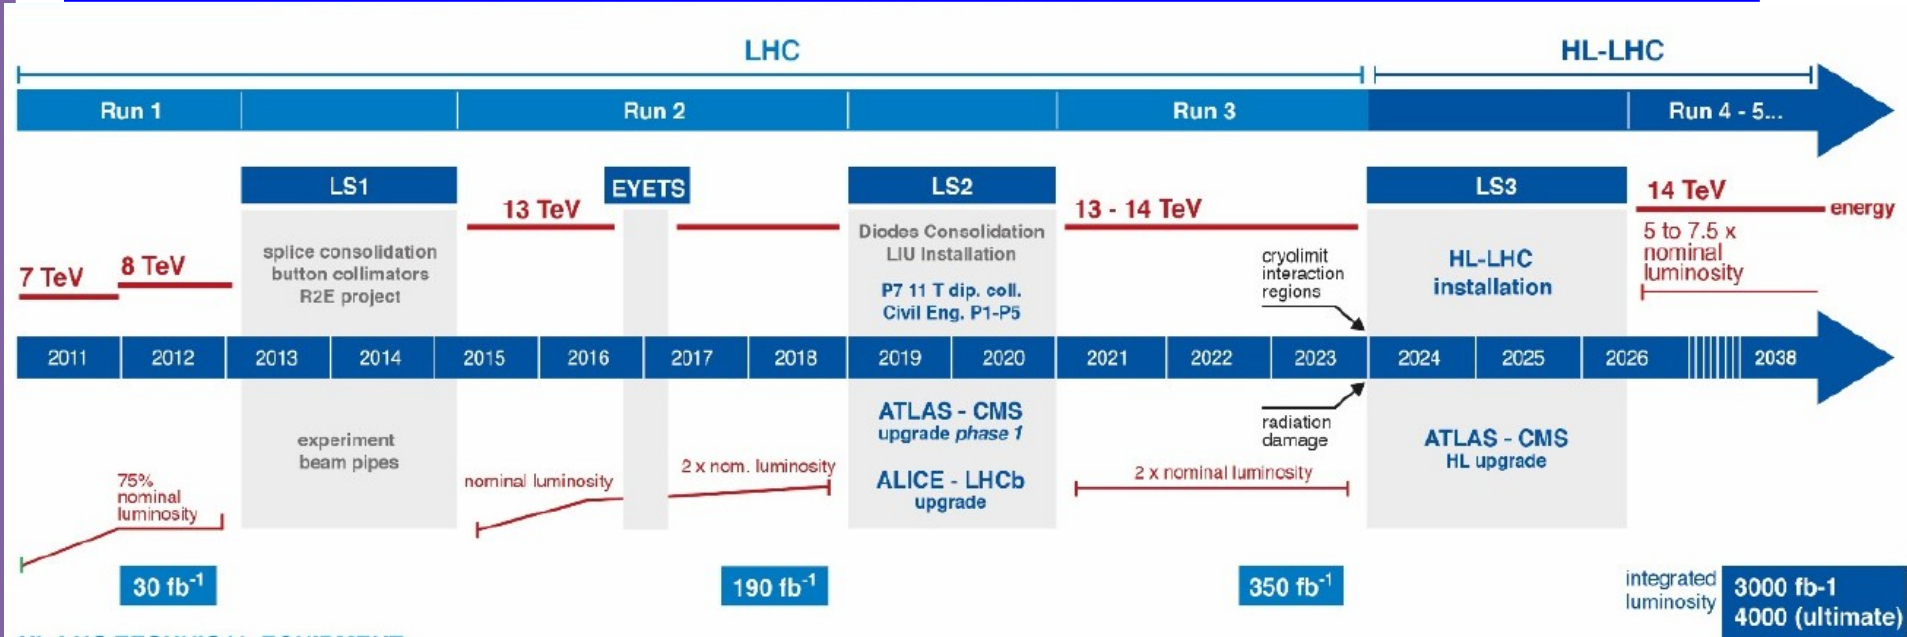 LHC
HL-LHC
Run 1
Run 2
Run 3
Run 4 - 5...
LS1
EYETS
LS2
LS3
14 TeV
energy
13 TeV
13 - 14 TeV
7 TeV
8 TeV
splice consolidation
button collimators
R2E project
Diodes Consolidation
LIU Installation
P7 11 T dip. coll.
Civil Eng. P1-P5
cryolimit
interaction
regions
HL-LHC
installation
5 to 7.5 x
nominal
luminosity
2011
2012
2013
2014
2015
2016
2017
2018
2019
2020
2021
2022
2023
2024
2025
2026
2038
experiment
beam pipes
ATLAS - CMS
upgrade phase 1
ALICE - LHCb
upgrade
radiation
damage
ATLAS - CMS
HL upgrade
75%
nominal
luminosity
nominal luminosity
2 x nom. luminosity
2 x nominal luminosity
30 fb-1
190 fb-1
350 fb-1
integrated
luminosity
3000 fb-1
4000 (ultimate)